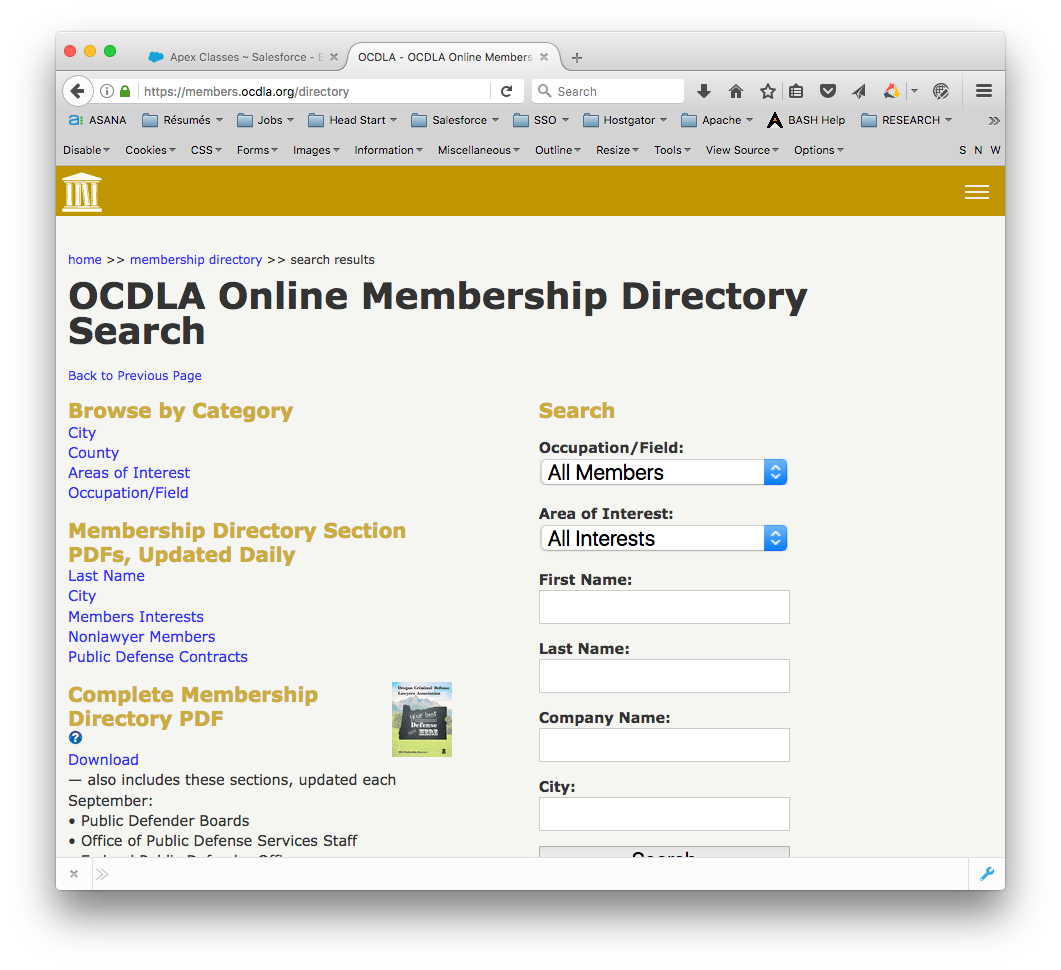 Apex Classes ~ Salesforce - E
OCDLA - OCDLA Online Members
https://members.ocdla.org/directory
Search
ASANA Résumés Jobs Head Start Salesforce SSO Hostgator Apache BASH Help RESEARCH
Disable Cookies CSS Forms Images Information Miscellaneous Outline Resize Tools View Source Options S N W
home >> membership directory >> search results
OCDLA Online Membership Directory
Search
Back to Previous Page
Browse by Category
City
County
Areas of Interest
Occupation/Field
Membership Directory Section
PDFs, Updated Daily
Last Name
City
Members Interests
Nonlawyer Members
Public Defense Contracts
Complete Membership
Directory PDF
Oregon Criminal Defense
Lawyers Association
your best
Defense
HERE
Download
— also includes these sections, updated each
September:
• Public Defender Boards
• Office of Public Defense Services Staff
Search
Occupation/Field:
All Members
Area of Interest:
All Interests
First Name:
Last Name:
Company Name:
City:
Search